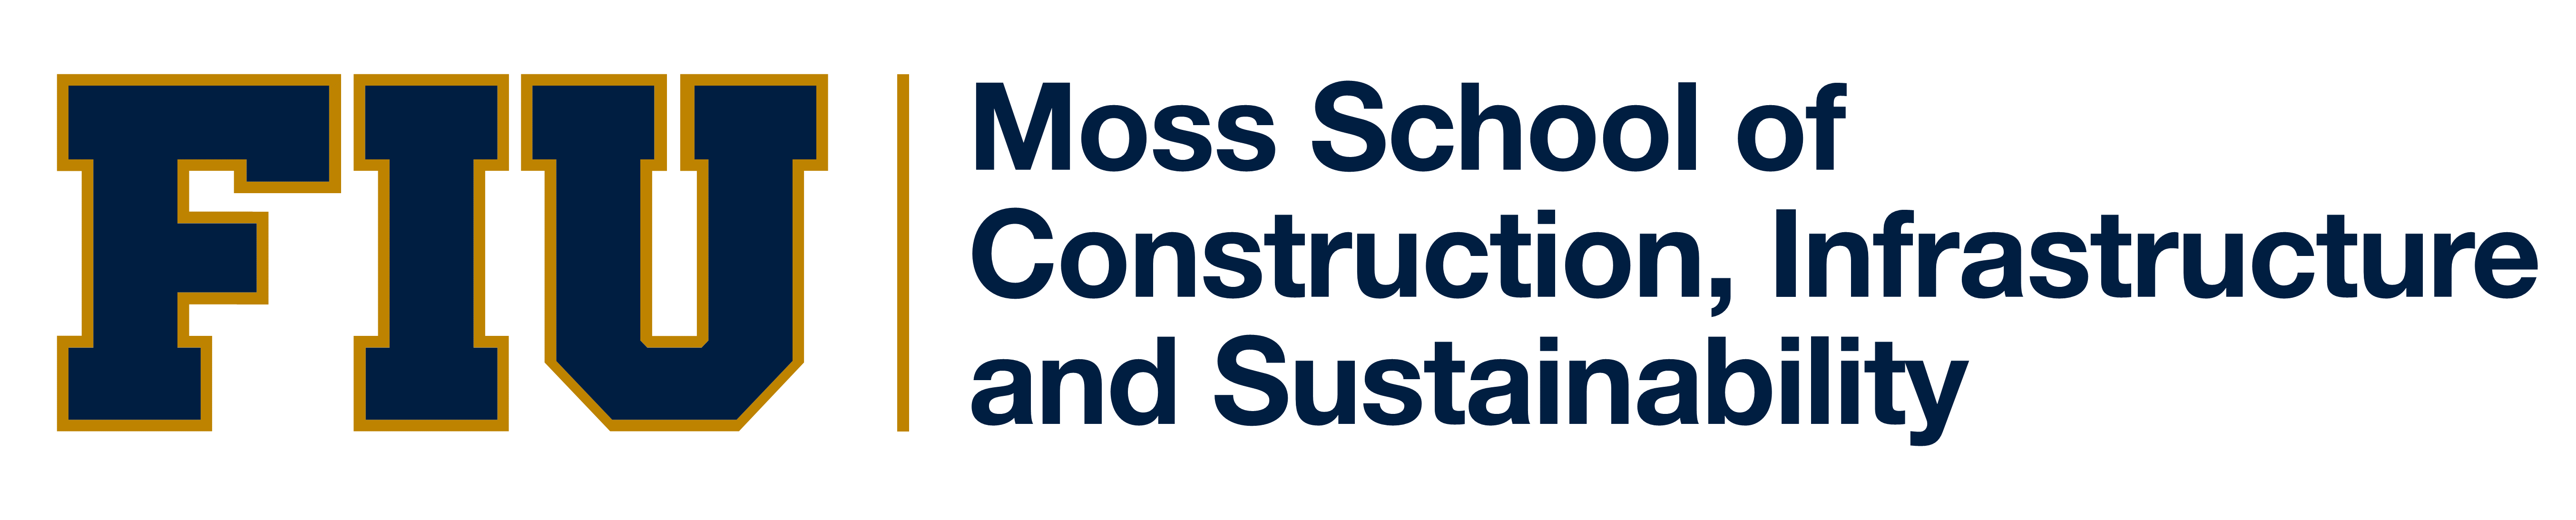 FIU
Moss School of
Construction, Infrastructure
and Sustainability